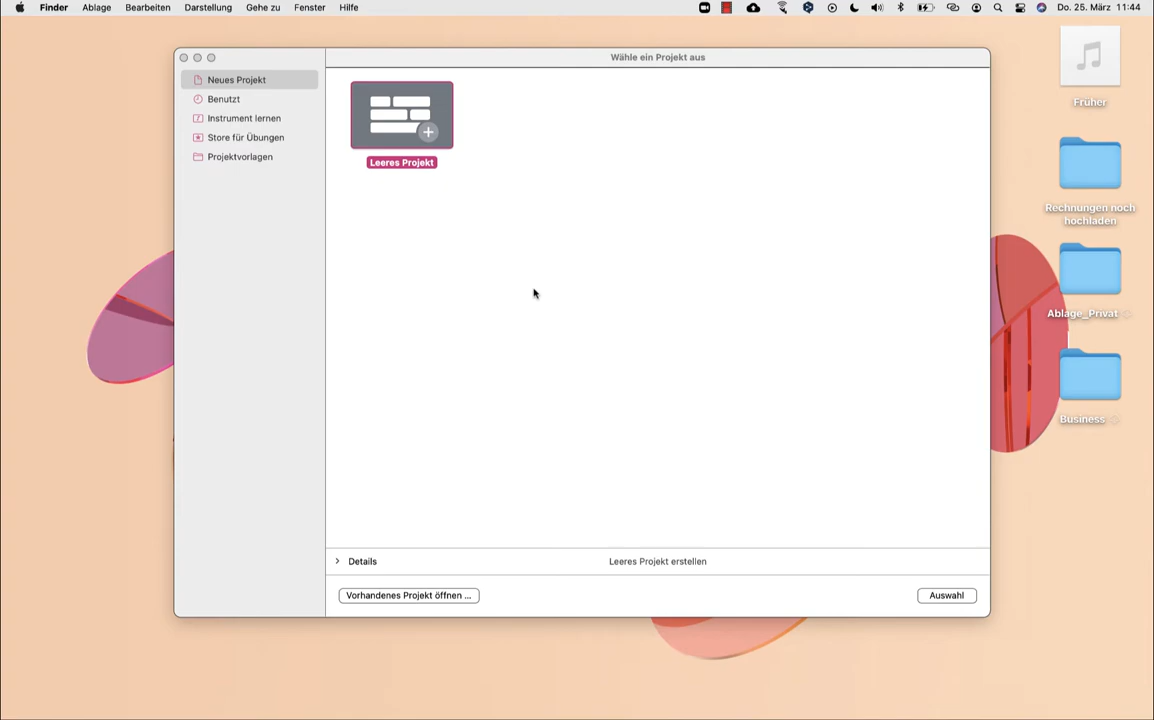 Finder Ablage Bearbeiten Darstellung Gehe zu Fenster Hilfe Do. 25. März 11:44
Wähle ein Projekt aus
Neues Projekt
Benutzt
Instrument lernen
Store für Übungen
Projektvorlagen
Leeres Projekt
Details
Leeres Projekt erstellen
Vorhandenes Projekt öffnen ...
Auswahl
Früher
Rechnungen noch
hochladen
Ablage_Privat
Business